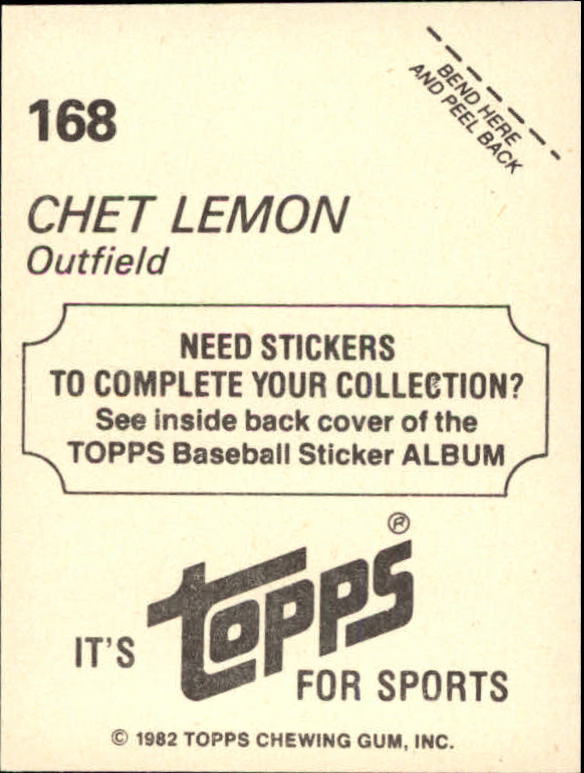 168
BEND HERE
AND PEEL BACK
CHET LEMON
Outfield
NEED STICKERS
TO COMPLETE YOUR COLLECTION?
See inside back cover of the
TOPPS Baseball Sticker ALBUM
IT'S topps ®
FOR SPORTS
© 1982 TOPPS CHEWING GUM, INC.